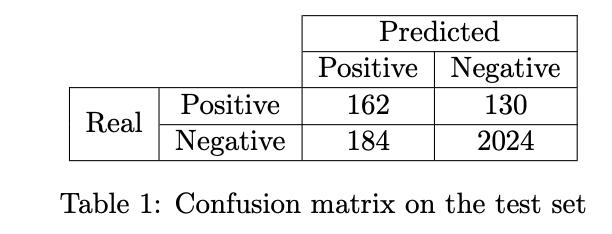 Predicted
Positive Negative
Real Positive 162 130
Negative 184 2024
Table 1: Confusion matrix on the test set